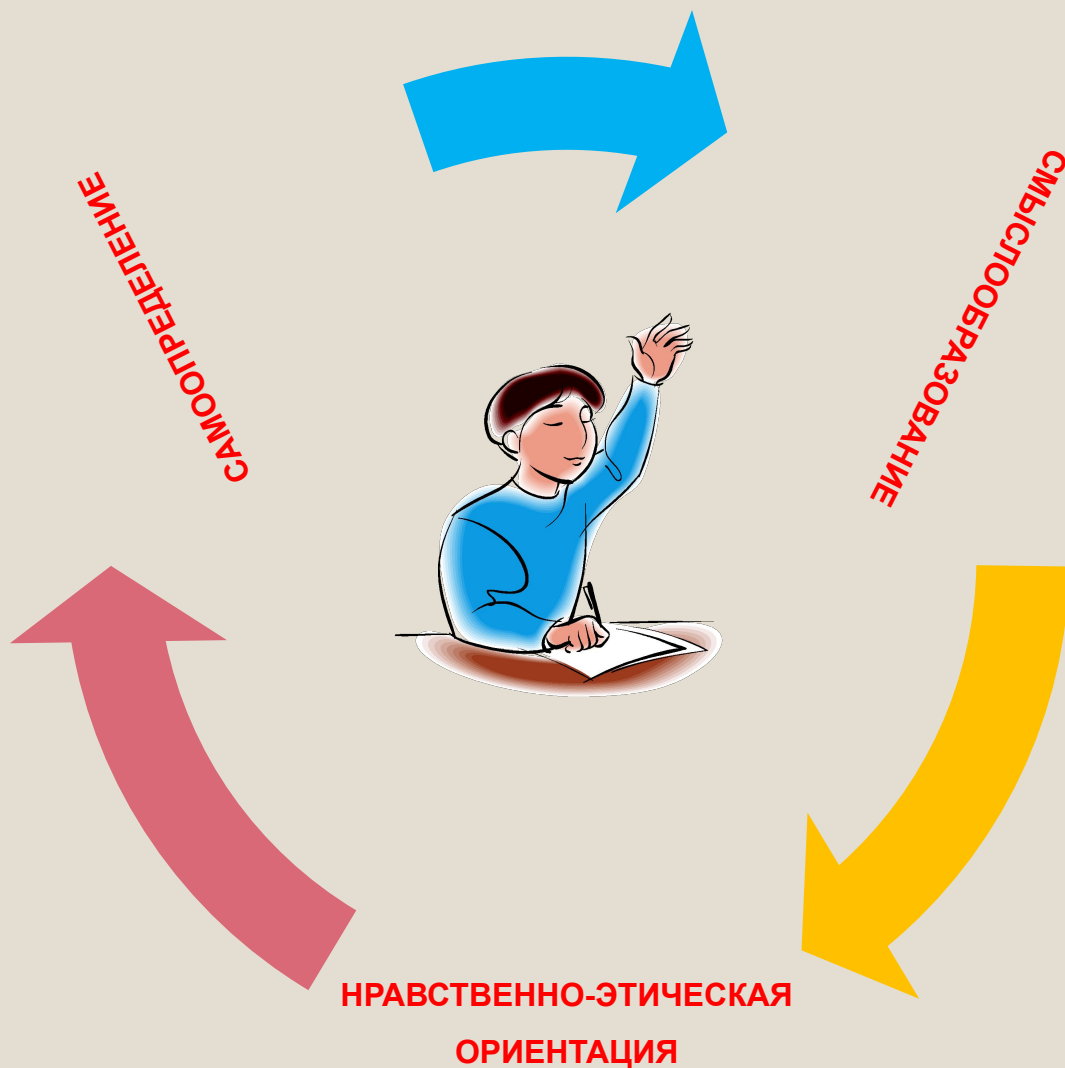 САМООПРЕДЕЛЕНИЕ
СМЫСЛООБРАЗОВАНИЕ
НРАВСТВЕННО-ЭТИЧЕСКАЯ
ОРИЕНТАЦИЯ